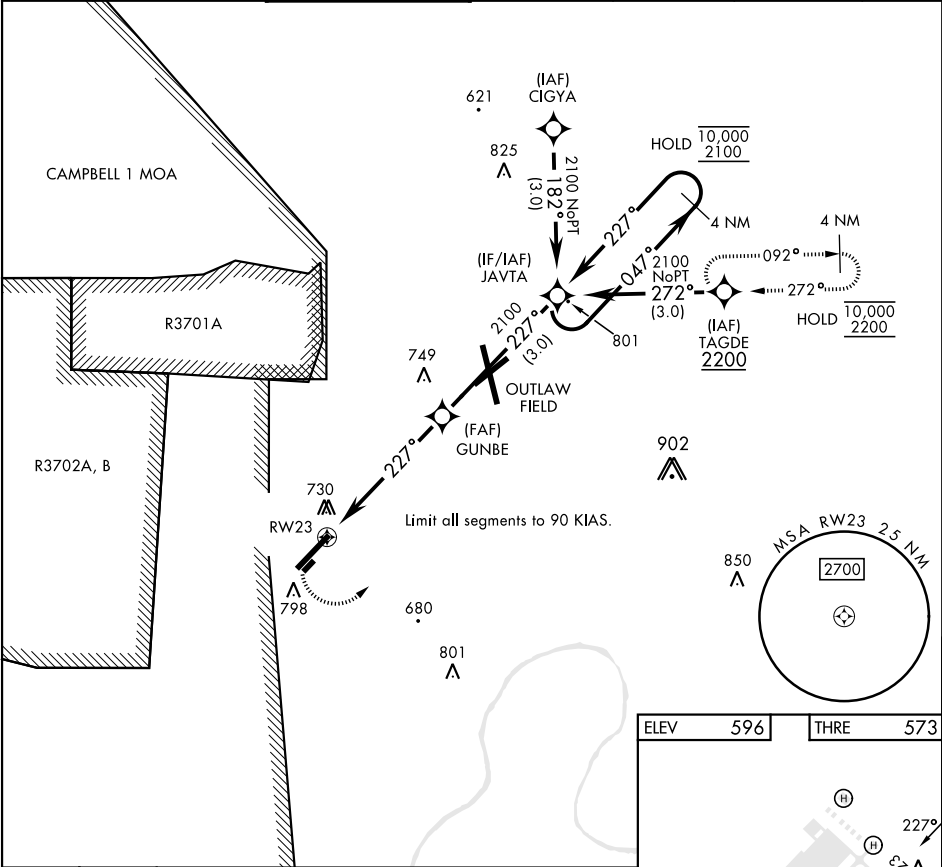 (IAF)
CIGYA
621
825
HOLD 10,000
2100
CAMPBELL 1 MOA
2100 NoPT
182°
(3.0)
227°
4 NM
4 NM
047°
092°
(IF/IAF)
JAVTA
2100
NoPT
272°
(3.0)
272°
HOLD 10,000
2200
(IAF)
TAGDE
2200
R3701A
2100
227°
(3.0)
801
749
OUTLAW
FIELD
(FAF)
GUNBE
R3702A, B
227°
902
730
RW23
Limit all segments to 90 KIAS.
MSA RW23 25 NM
2700
850
798
680
801
ELEV 596
THRE 573
H
227°
H
23